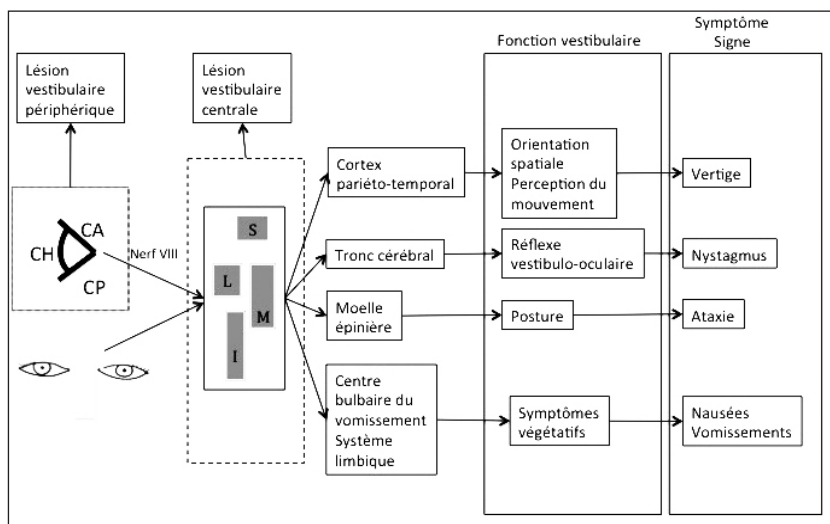 Symptôme
Signe
Fonction vestibulaire
Lésion
vestibulaire
périphérique
Lésion
vestibulaire
centrale
Cortex
pariéto-temporal
Orientation
spatiale
Perception du
mouvement
Vertige
CA
CH
CP
Nerf VIII
S
L
M
I
Tronc cérébral
Réflexe
vestibulo-oculaire
Nystagmus
Moelle
épinière
Posture
Ataxie
Centre
bulbaire du
vomissement
Système
limbique
Symptômes
végétatifs
Nausées
Vomissements